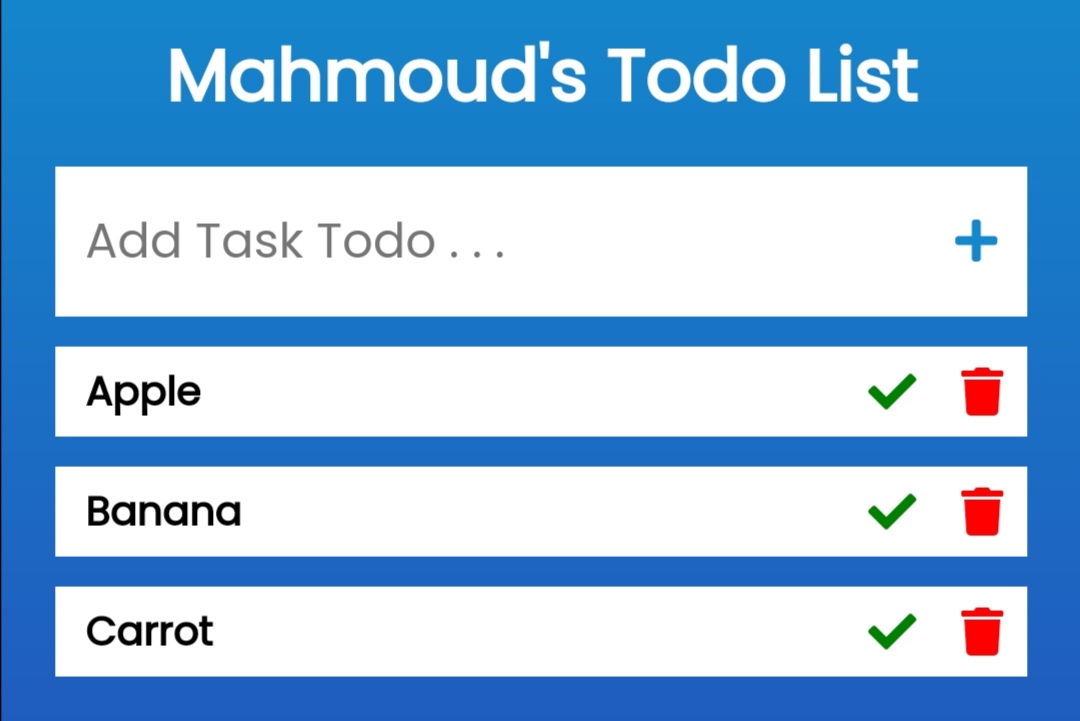 Mahmoud's Todo List
Add Task Todo . . .
Apple
Banana
Carrot